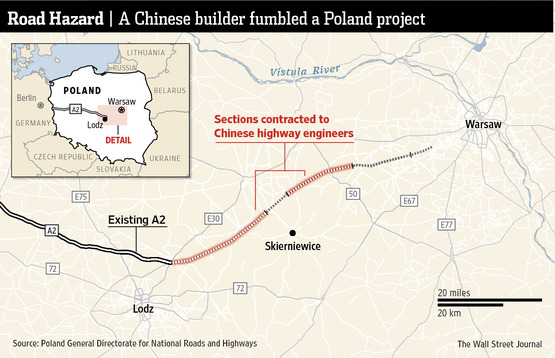 Road Hazard | A Chinese builder fumbled a Poland project
LITHUANIA
RUSSIA
POLAND
BELARUS
Berlin
Warsaw
A2
Lodz
GERMANY
DETAIL
CZECH REPUBLIC
UKRAINE
SLOVAKIA
Vistula River
Sections contracted to
Chinese highway engineers
Warsaw
E75
50
E67
Existing A2
E30
E77
A2
Skierniewice
72
72
20 miles
20 km
Lodz
Source: Poland General Directorate for National Roads and Highways
The Wall Street Journal